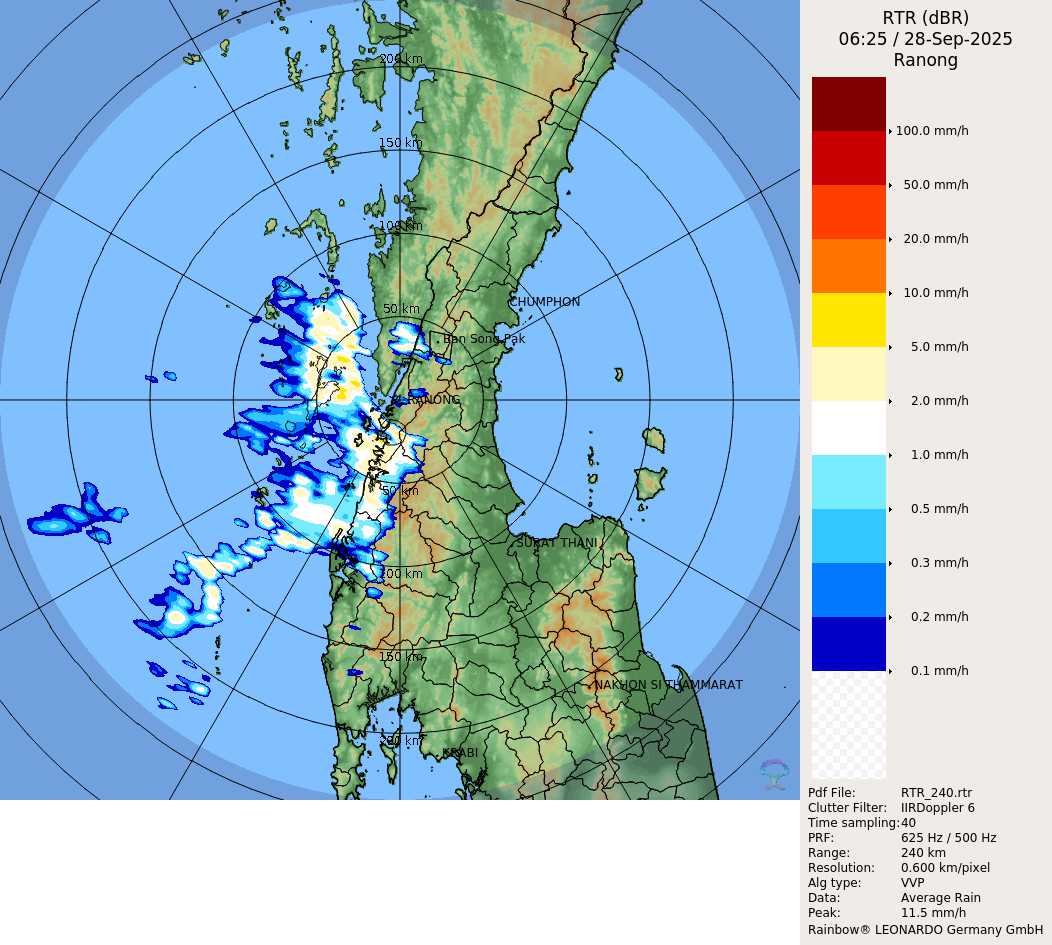 RTR (dBR)
06:25 / 28-Sep-2025
Ranong
200 km
150 km
100 km
50 km
CHUMPHON
Ban Song Pak
RANONG
50 km
SURAT THANI
100 km
150 km
NAKHON SI THAMMARAT
200 km
KRABI
100.0 mm/h
50.0 mm/h
20.0 mm/h
10.0 mm/h
5.0 mm/h
2.0 mm/h
1.0 mm/h
0.5 mm/h
0.3 mm/h
0.2 mm/h
0.1 mm/h
Pdf File: RTR_240.rtr
Clutter Filter: IIRDoppler 6
Time sampling: 40
PRF: 625 Hz / 500 Hz
Range: 240 km
Resolution: 0.600 km/pixel
Alg type: VVP
Data: Average Rain
Peak: 11.5 mm/h
Rainbow® LEONARDO Germany GmbH